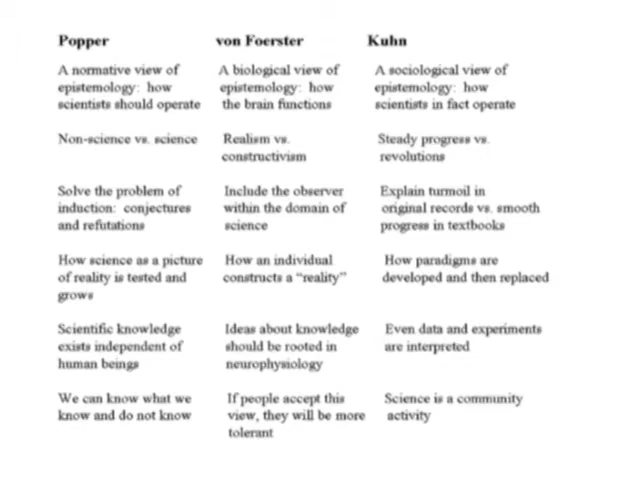 Popper von Foerster Kuhn
A normative view of
epistemology: how
scientists should operate
A biological view of
epistemology: how
the brain functions
A sociological view of
epistemology: how
scientists in fact operate
Non-science vs. science
Realism vs.
constructivism
Steady progress vs.
revolutions
Solve the problem of
induction: conjectures
and refutations
Include the observer
within the domain of
science
Explain turmoil in
original records vs. smooth
progress in textbooks
How science as a picture
of reality is tested and
grows
How an individual
constructs a “reality”
How paradigms are
developed and then replaced
Scientific knowledge
exists independent of
human beings
Ideas about knowledge
should be rooted in
neurophysiology
Even data and experiments
are interpreted
We can know what we
know and do not know
If people accept this
view, they will be more
tolerant
Science is a community
activity